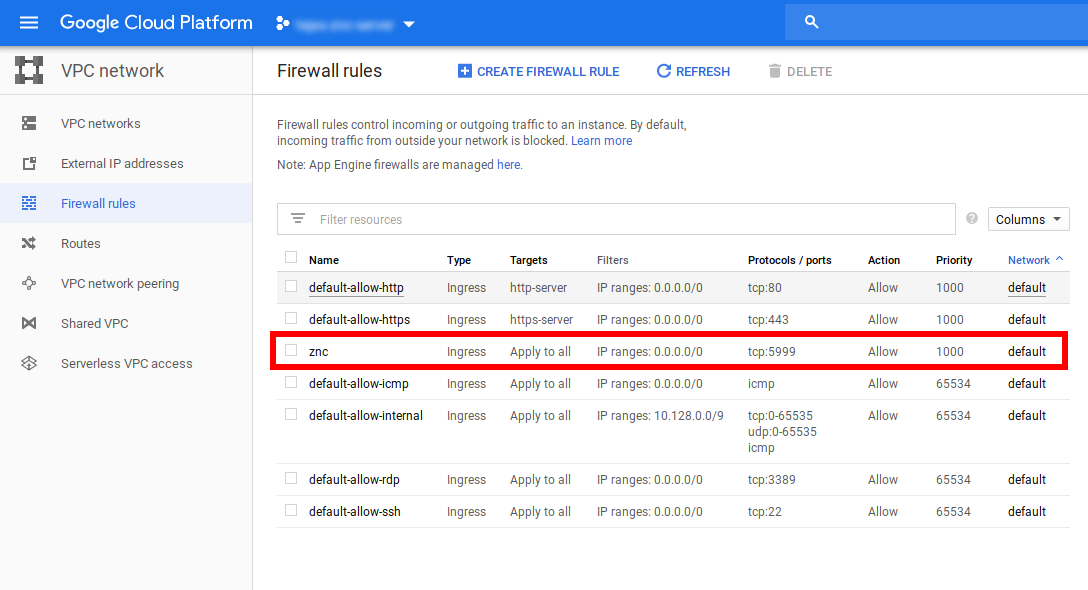 Google Cloud Platform
VPC network
Firewall rules
CREATE FIREWALL RULE
REFRESH
DELETE
VPC networks
External IP addresses
Firewall rules
Routes
VPC network peering
Shared VPC
Serverless VPC access
Firewall rules control incoming or outgoing traffic to an instance. By default,
incoming traffic from outside your network is blocked. Learn more
Note: App Engine firewalls are managed here.
Filter resources
Columns
Name Type Targets Filters Protocols / ports Action Priority Network
default-allow-http Ingress http-server IP ranges: 0.0.0.0/0 tcp:80 Allow 1000 default
default-allow-https Ingress https-server IP ranges: 0.0.0.0/0 tcp:443 Allow 1000 default
znc Ingress Apply to all IP ranges: 0.0.0.0/0 tcp:5999 Allow 1000 default
default-allow-icmp Ingress Apply to all IP ranges: 0.0.0.0/0 icmp Allow 65534 default
default-allow-internal Ingress Apply to all IP ranges: 10.128.0.0/9 tcp:0-65535 Allow 65534 default
udp:0-65535
icmp
default-allow-rdp Ingress Apply to all IP ranges: 0.0.0.0/0 tcp:3389 Allow 65534 default
default-allow-ssh Ingress Apply to all IP ranges: 0.0.0.0/0 tcp:22 Allow 65534 default